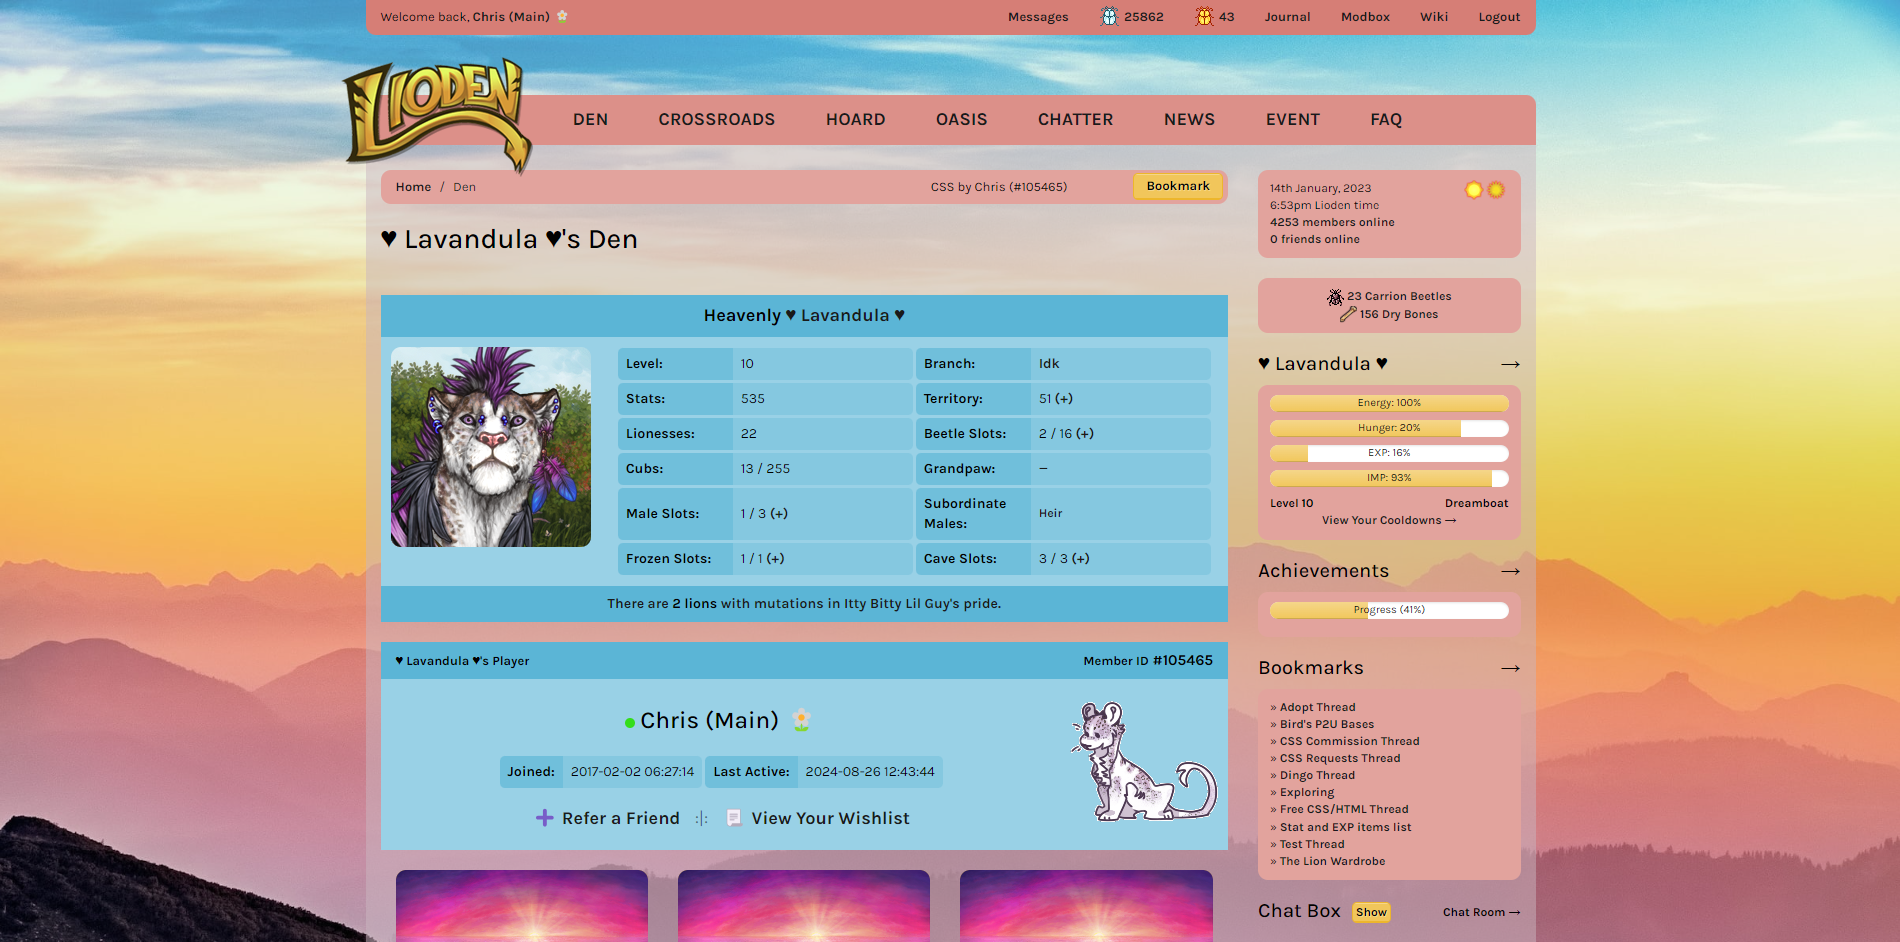 Welcome back, Chris (Main)
Messages 25862 43 Journal Modbox Wiki Logout
LIODEN
DEN CROSSROADS HOARD OASIS CHATTER NEWS EVENT FAQ
Home / Den CSS by Chris (#105465) Bookmark
♥ Lavandula ♥'s Den
Heavenly ♥ Lavandula ♥
Level: 10 Branch: Idk
Stats: 535 Territory: 51 (+)
Lionesses: 22 Beetle Slots: 2 / 16 (+)
Cubs: 13 / 255 Grandpaw: —
Male Slots: 1 / 3 (+) Subordinate Males: Heir
Frozen Slots: 1 / 1 (+) Cave Slots: 3 / 3 (+)
There are 2 lions with mutations in Itty Bitty Lil Guy's pride.
♥ Lavandula ♥'s Player Member ID #105465
Chris (Main)
Joined: 2017-02-02 06:27:14 Last Active: 2024-08-26 12:43:44
Refer a Friend :|: View Your Wishlist
14th January, 2023
6:53pm Lioden time
4253 members online
0 friends online
23 Carrion Beetles
156 Dry Bones
♥ Lavandula ♥ →
Energy: 100%
Hunger: 20%
EXP: 16%
IMP: 93%
Level 10 Dreamboat
View Your Cooldowns →
Achievements →
Progress (41%)
Bookmarks →
» Adopt Thread
» Bird's P2U Bases
» CSS Commission Thread
» CSS Requests Thread
» Dingo Thread
» Exploring
» Free CSS/HTML Thread
» Stat and EXP items list
» Test Thread
» The Lion Wardrobe
Chat Box Show Chat Room →